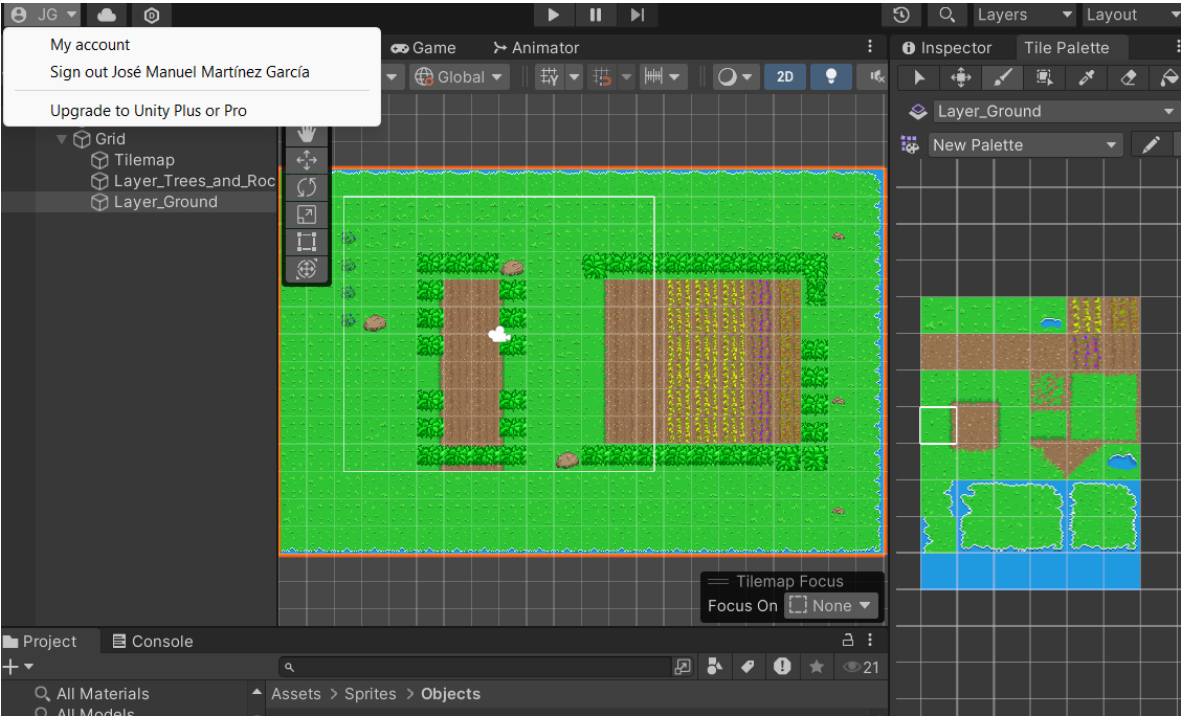 JG
Layers
Layout
My account
Sign out José Manuel Martínez García
Upgrade to Unity Plus or Pro
Game
Animator
Inspector
Tile Palette
Global
2D
Layer_Ground
New Palette
Grid
Tilemap
Layer_Trees_and_Roc
Layer_Ground
Tilemap Focus
Focus On
None
Project
Console
21
All Materials
Assets > Sprites > Objects
All Models